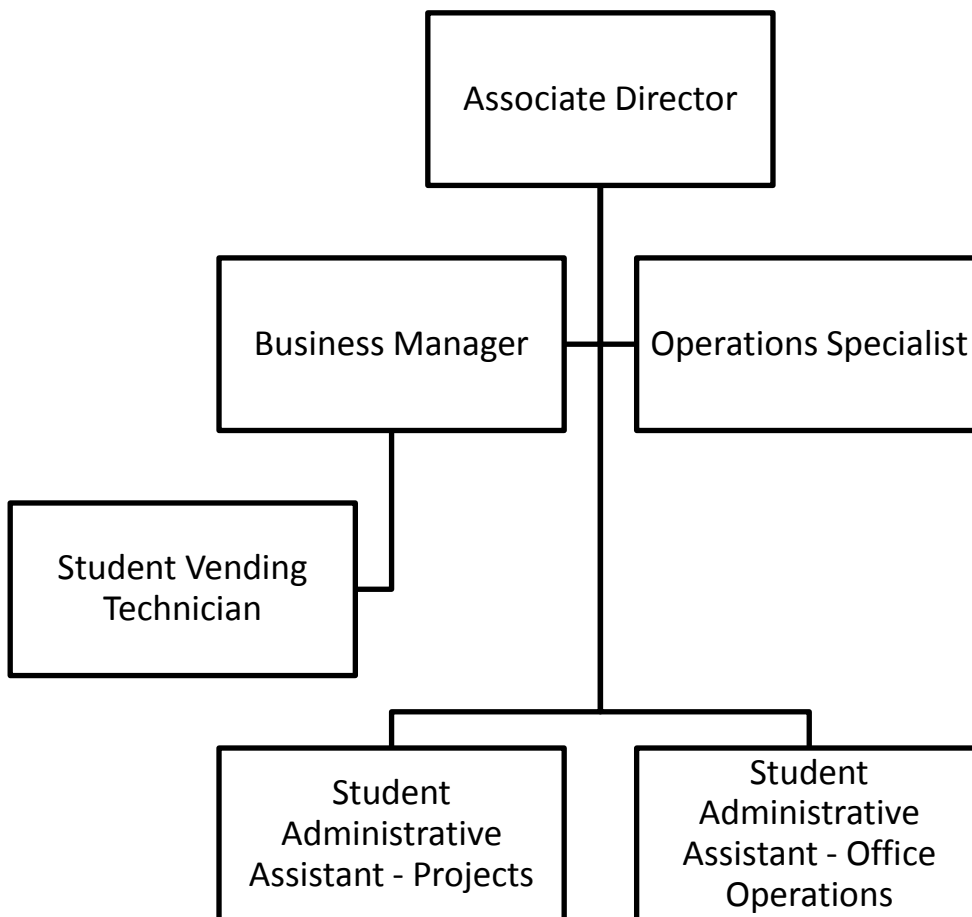 Associate Director
Business Manager
Operations Specialist
Student Vending
Technician
Student
Administrative
Assistant - Projects
Student
Administrative
Assistant - Office
Operations